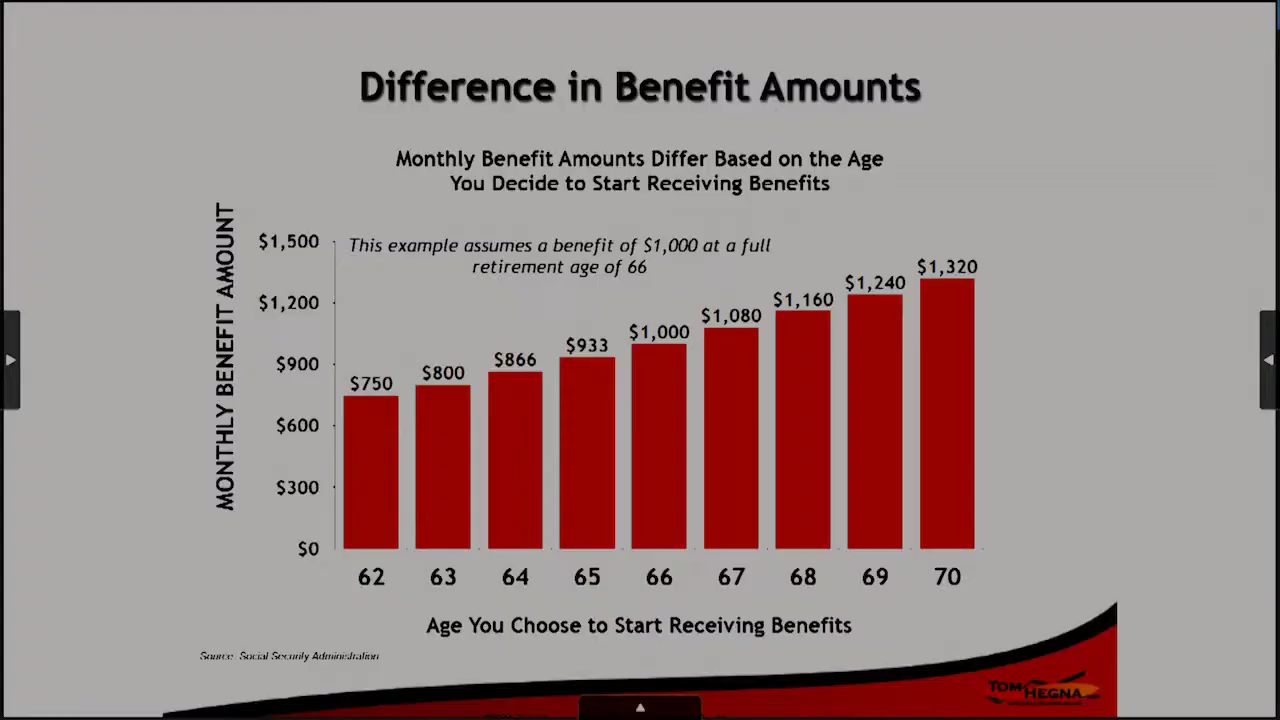 Difference in Benefit Amounts
Monthly Benefit Amounts Differ Based on the Age
You Decide to Start Receiving Benefits
MONTHLY BENEFIT AMOUNT
This example assumes a benefit of $1,000 at a full
retirement age of 66
$1,500
$1,200
$900
$600
$300
$0
$750
$800
$866
$933
$1,000
$1,080
$1,160
$1,240
$1,320
62 63 64 65 66 67 68 69 70
Age You Choose to Start Receiving Benefits
Source: Social Security Administration
TOM HEGNA